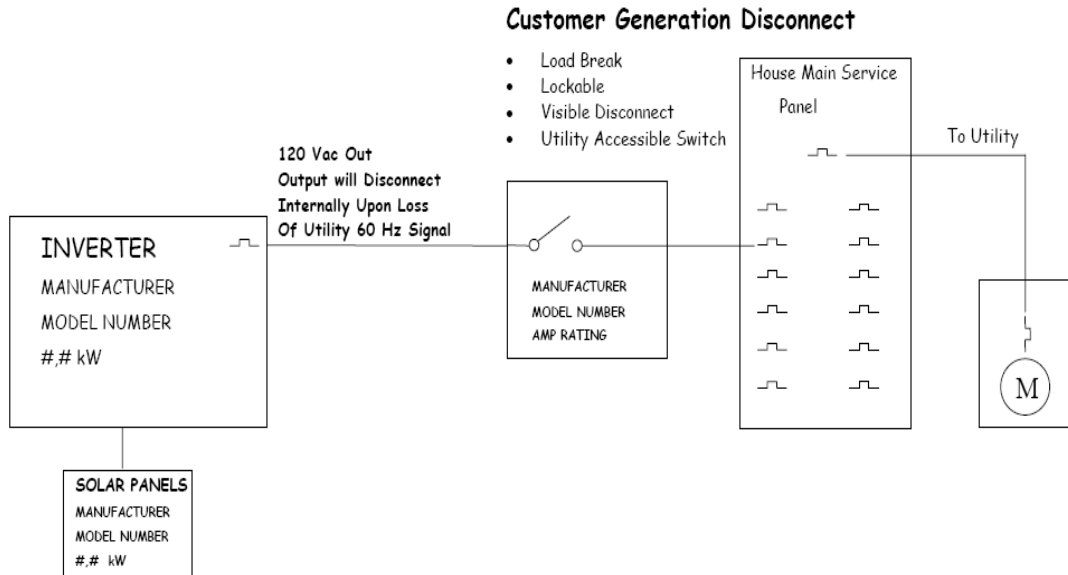 Customer Generation Disconnect
• Load Break
• Lockable
• Visible Disconnect
• Utility Accessible Switch
House Main Service
Panel
To Utility
120 Vac Out
Output will Disconnect
Internally Upon Loss
Of Utility 60 Hz Signal
INVERTER
MANUFACTURER
MODEL NUMBER
#,# kW
MANUFACTURER
MODEL NUMBER
AMP RATING
M
SOLAR PANELS
MANUFACTURER
MODEL NUMBER
#,# kW